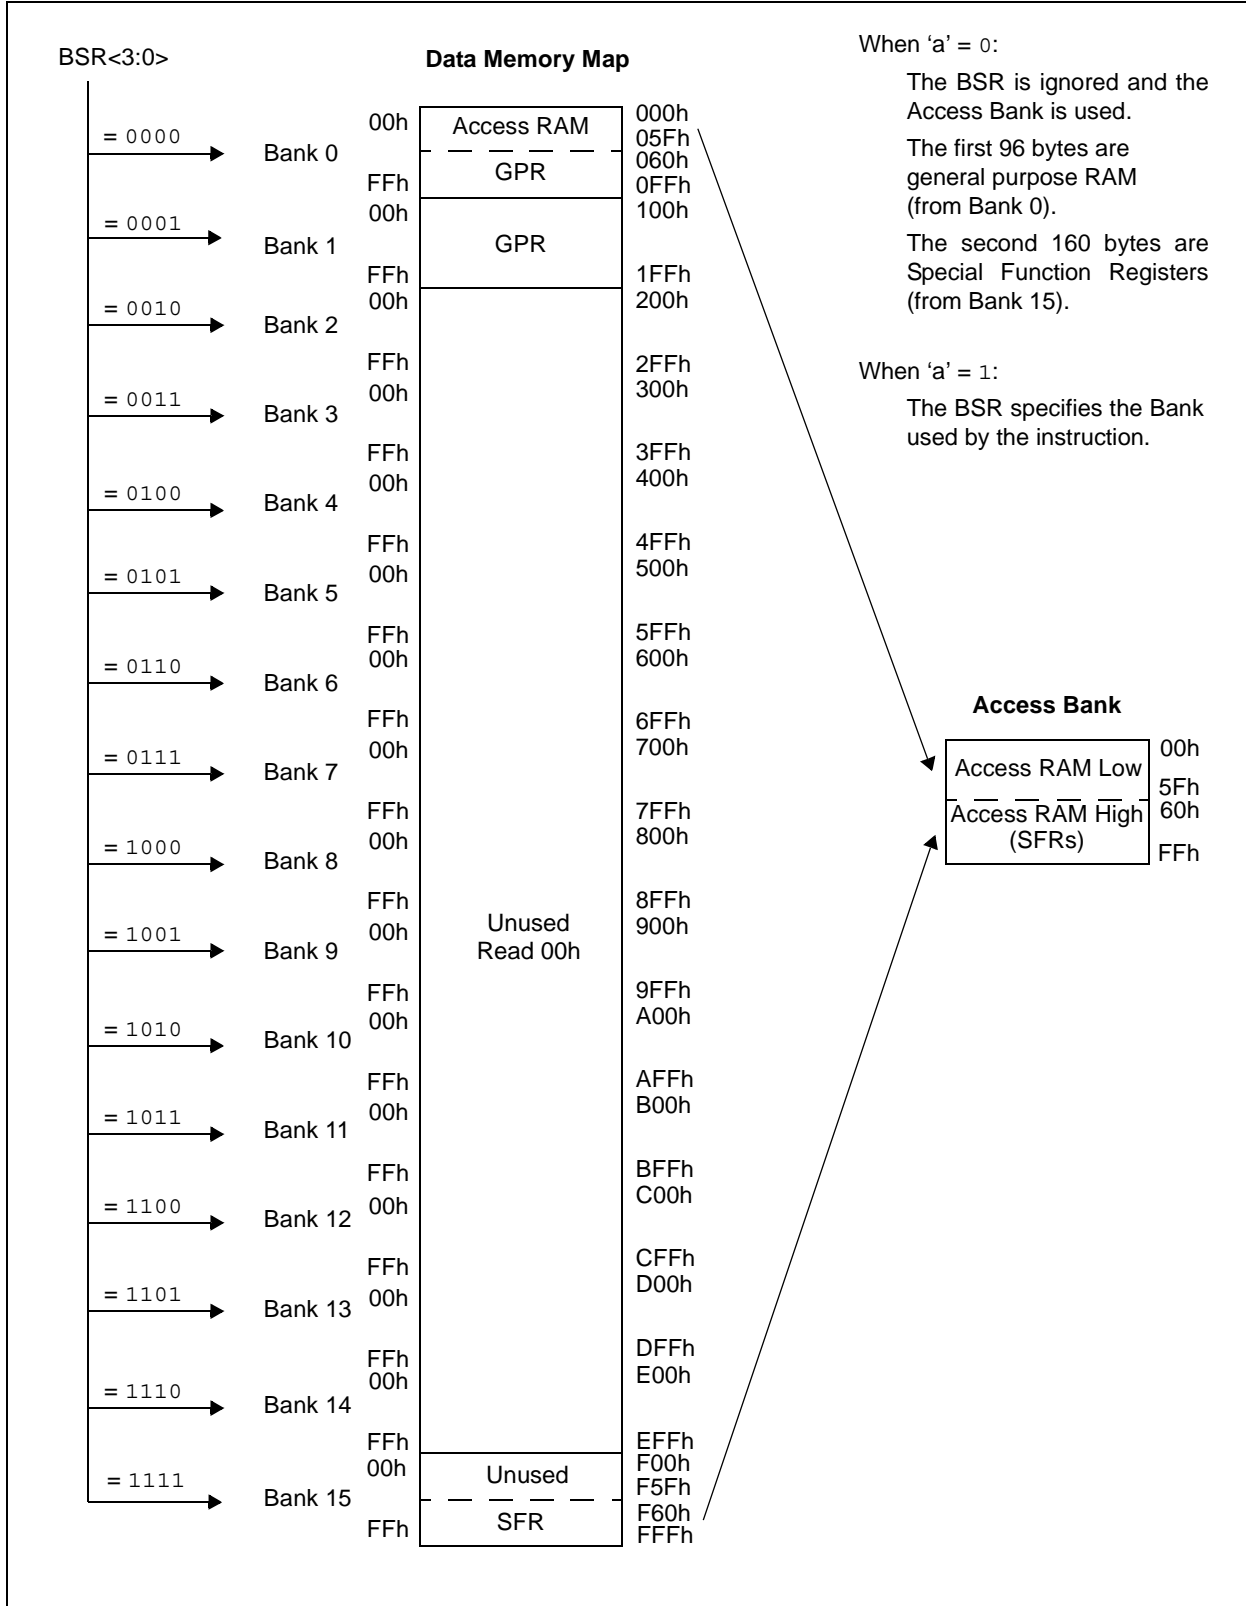 BSR<3:0>
Data Memory Map
When ‘a’ = 0:
The BSR is ignored and the
Access Bank is used.
The first 96 bytes are
general purpose RAM
(from Bank 0).
The second 160 bytes are
Special Function Registers
(from Bank 15).
When ‘a’ = 1:
The BSR specifies the Bank
used by the instruction.
= 0000
Bank 0
00h
Access RAM
000h
05Fh
060h
GPR
FFh
0FFh
= 0001
Bank 1
00h
GPR
100h
FFh
1FFh
= 0010
Bank 2
00h
200h
FFh
2FFh
= 0011
Bank 3
00h
300h
FFh
3FFh
= 0100
Bank 4
00h
400h
FFh
4FFh
= 0101
Bank 5
00h
500h
FFh
5FFh
= 0110
Bank 6
00h
600h
FFh
6FFh
= 0111
Bank 7
00h
700h
FFh
7FFh
= 1000
Bank 8
00h
800h
FFh
8FFh
= 1001
Bank 9
00h
Unused
Read 00h
900h
FFh
9FFh
= 1010
Bank 10
00h
A00h
FFh
AFFh
= 1011
Bank 11
00h
B00h
FFh
BFFh
= 1100
Bank 12
00h
C00h
FFh
CFFh
= 1101
Bank 13
00h
D00h
FFh
DFFh
= 1110
Bank 14
00h
E00h
FFh
EFFh
= 1111
Bank 15
00h
Unused
F00h
F5Fh
F60h
SFR
FFh
FFFh
Access Bank
Access RAM Low
00h
5Fh
Access RAM High
(SFRs)
60h
FFh